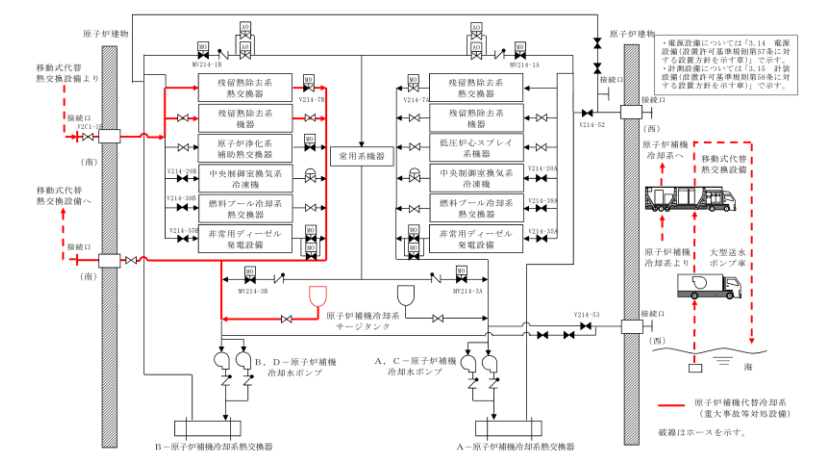 原子炉建物
原子炉建物
・電源設備については「3.14 電源
設備(設置許可基準規則第57条に対
する設置方針を示す章)」で示す。
・計測設備については「3.15 計装
設備(設置許可基準規則第58条に対
する設置方針を示す章)」で示す。
移動式代替
熱交換設備より
AO
AO
AO
AO
MO
MV214-1B
MO
MV214-1A
接続口
接続口
V2C1-1B
(南)
残留熱除去系
熱交換器
MO
V214-7B
残留熱除去系
機器
原子炉浄化系
補助熱交換器
MO
V214-20B
中央制御室換気系
冷凍機
V214-38B
燃料プール冷却系
熱交換器
V214-35B
非常用ディーゼル
発電設備
MO
MO
常用系機器
MO
V214-7A
残留熱除去系
熱交換器
残留熱除去系
機器
低圧炉心スプレイ
系機器
中央制御室換気系
冷凍機
V214-20A
燃料プール冷却系
熱交換器
V214-38A
非常用ディーゼル
発電設備
V214-35A
MO
MO
V214-52
接続口
(西)
移動式代替
熱交換設備へ
接続口
(南)
原子炉補機
冷却系へ
移動式代替
熱交換設備
原子炉補機
冷却系より
大型送水
ポンプ車
MO
MV214-3B
MO
MV214-3A
原子炉補機冷却系
サージタンク
V214-53
接続口
(西)
海
B,D-原子炉補機
冷却水ポンプ
A,C-原子炉補機
冷却水ポンプ
B-原子炉補機冷却系熱交換器
A-原子炉補機冷却系熱交換器
原子炉補機代替冷却系
(重大事故等対処設備)
破線はホースを示す。